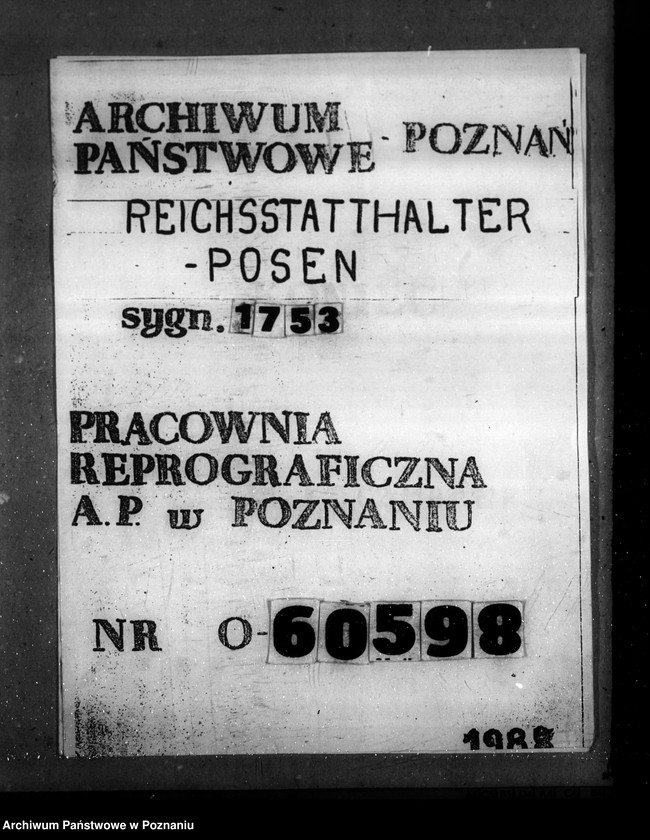 ARCHIWUM
PAŃSTWOWE - POZNAŃ
REICHSSTATTHALTER
-POSEN
sygn. 1753
PRACOWNIA
REPROGRAFICZNA
A.P. w POZNANIU
NR O-60598
Archiwum Państwowe w Poznaniu